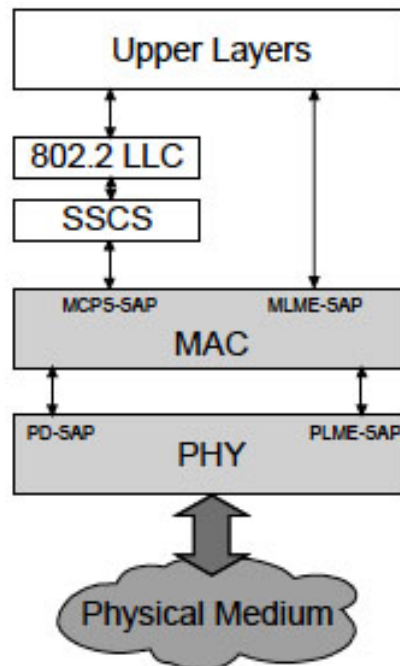 Upper Layers
802.2 LLC
SSCS
MCPS-SAP MLME-SAP
MAC
PD-SAP PLME-SAP
PHY
Physical Medium